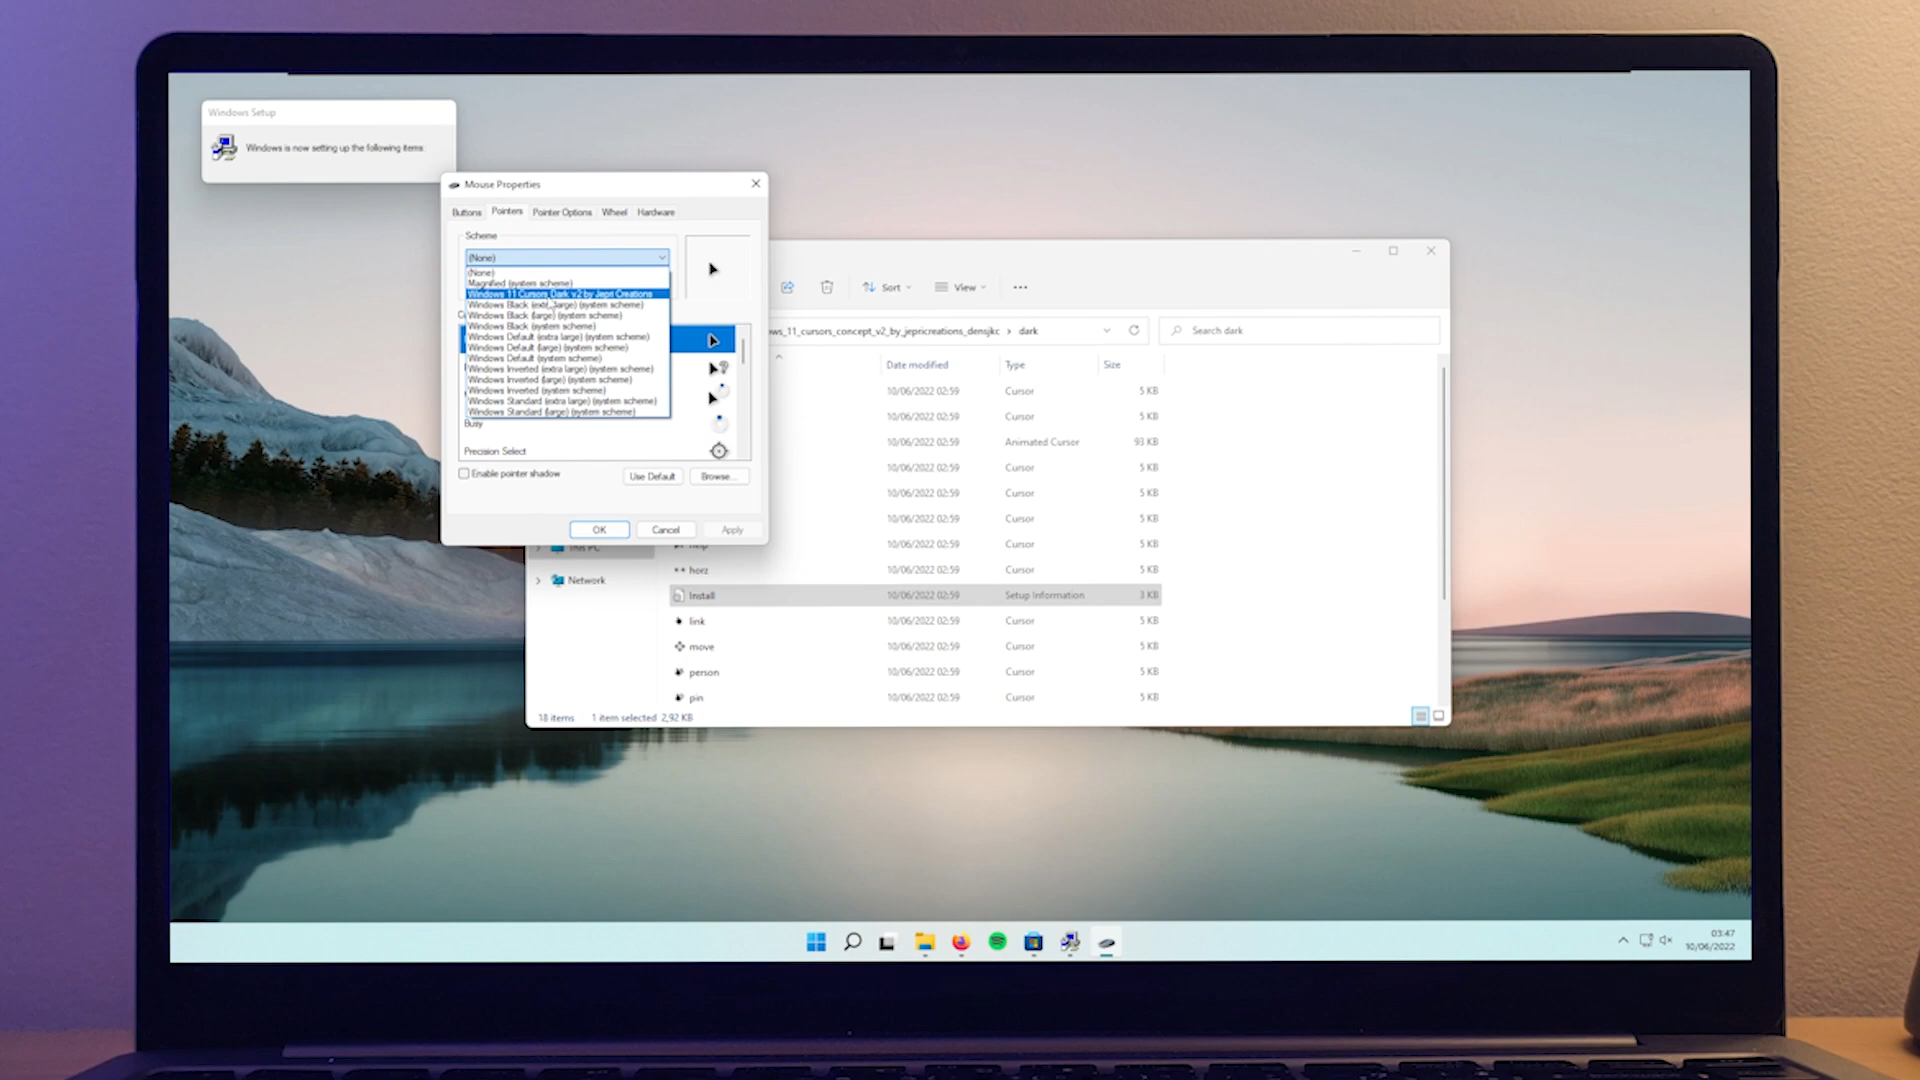 Windows Setup
Windows is now setting up the following items:
Mouse Properties
Buttons Pointers Pointer Options Wheel Hardware
Scheme
(None)
(None)
Magnified (system scheme)
Windows 11 Cursors Dark v2 by Jepri Creations
Windows Black (extra large) (system scheme)
Windows Black (large) (system scheme)
Windows Black (system scheme)
Windows Default (extra large) (system scheme)
Windows Default (large) (system scheme)
Windows Default (system scheme)
Windows Inverted (extra large) (system scheme)
Windows Inverted (large) (system scheme)
Windows Inverted (system scheme)
Windows Standard (extra large) (system scheme)
Windows Standard (large) (system scheme)
Busy
Precision Select
Enable pointer shadow
Use Default Browse...
OK Cancel Apply
Sort View
ws_11_cursors_concept_v2_by_jepricreations_densjkc > dark
Search dark
Date modified Type Size
10/06/2022 02:59 Cursor 5 KB
10/06/2022 02:59 Cursor 5 KB
10/06/2022 02:59 Animated Cursor 93 KB
10/06/2022 02:59 Cursor 5 KB
10/06/2022 02:59 Cursor 5 KB
10/06/2022 02:59 Cursor 5 KB
This PC
help 10/06/2022 02:59 Cursor 5 KB
horz 10/06/2022 02:59 Cursor 5 KB
Network
Install 10/06/2022 02:59 Setup Information 3 KB
link 10/06/2022 02:59 Cursor 5 KB
move 10/06/2022 02:59 Cursor 5 KB
person 10/06/2022 02:59 Cursor 5 KB
pin 10/06/2022 02:59 Cursor 5 KB
18 items 1 item selected 2,92 KB
03:47
10/06/2022